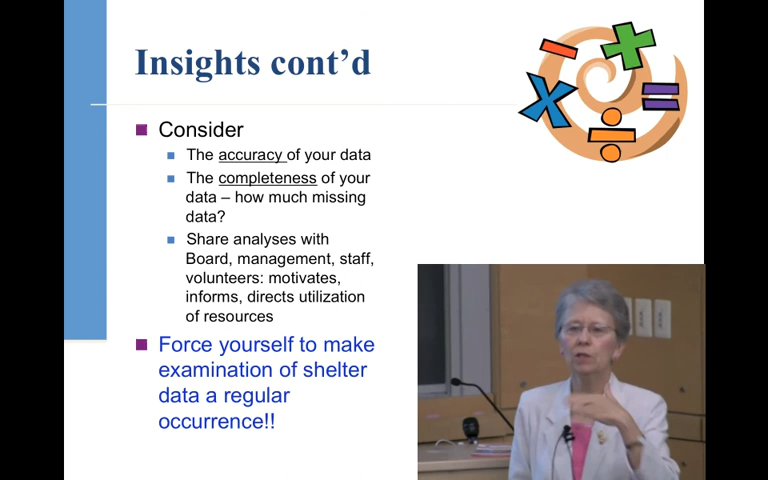 Insights cont’d
Consider
The accuracy of your data
The completeness of your
data – how much missing
data?
Share analyses with
Board, management, staff,
volunteers: motivates,
informs, directs utilization
of resources
Force yourself to make
examination of shelter
data a regular
occurrence!!